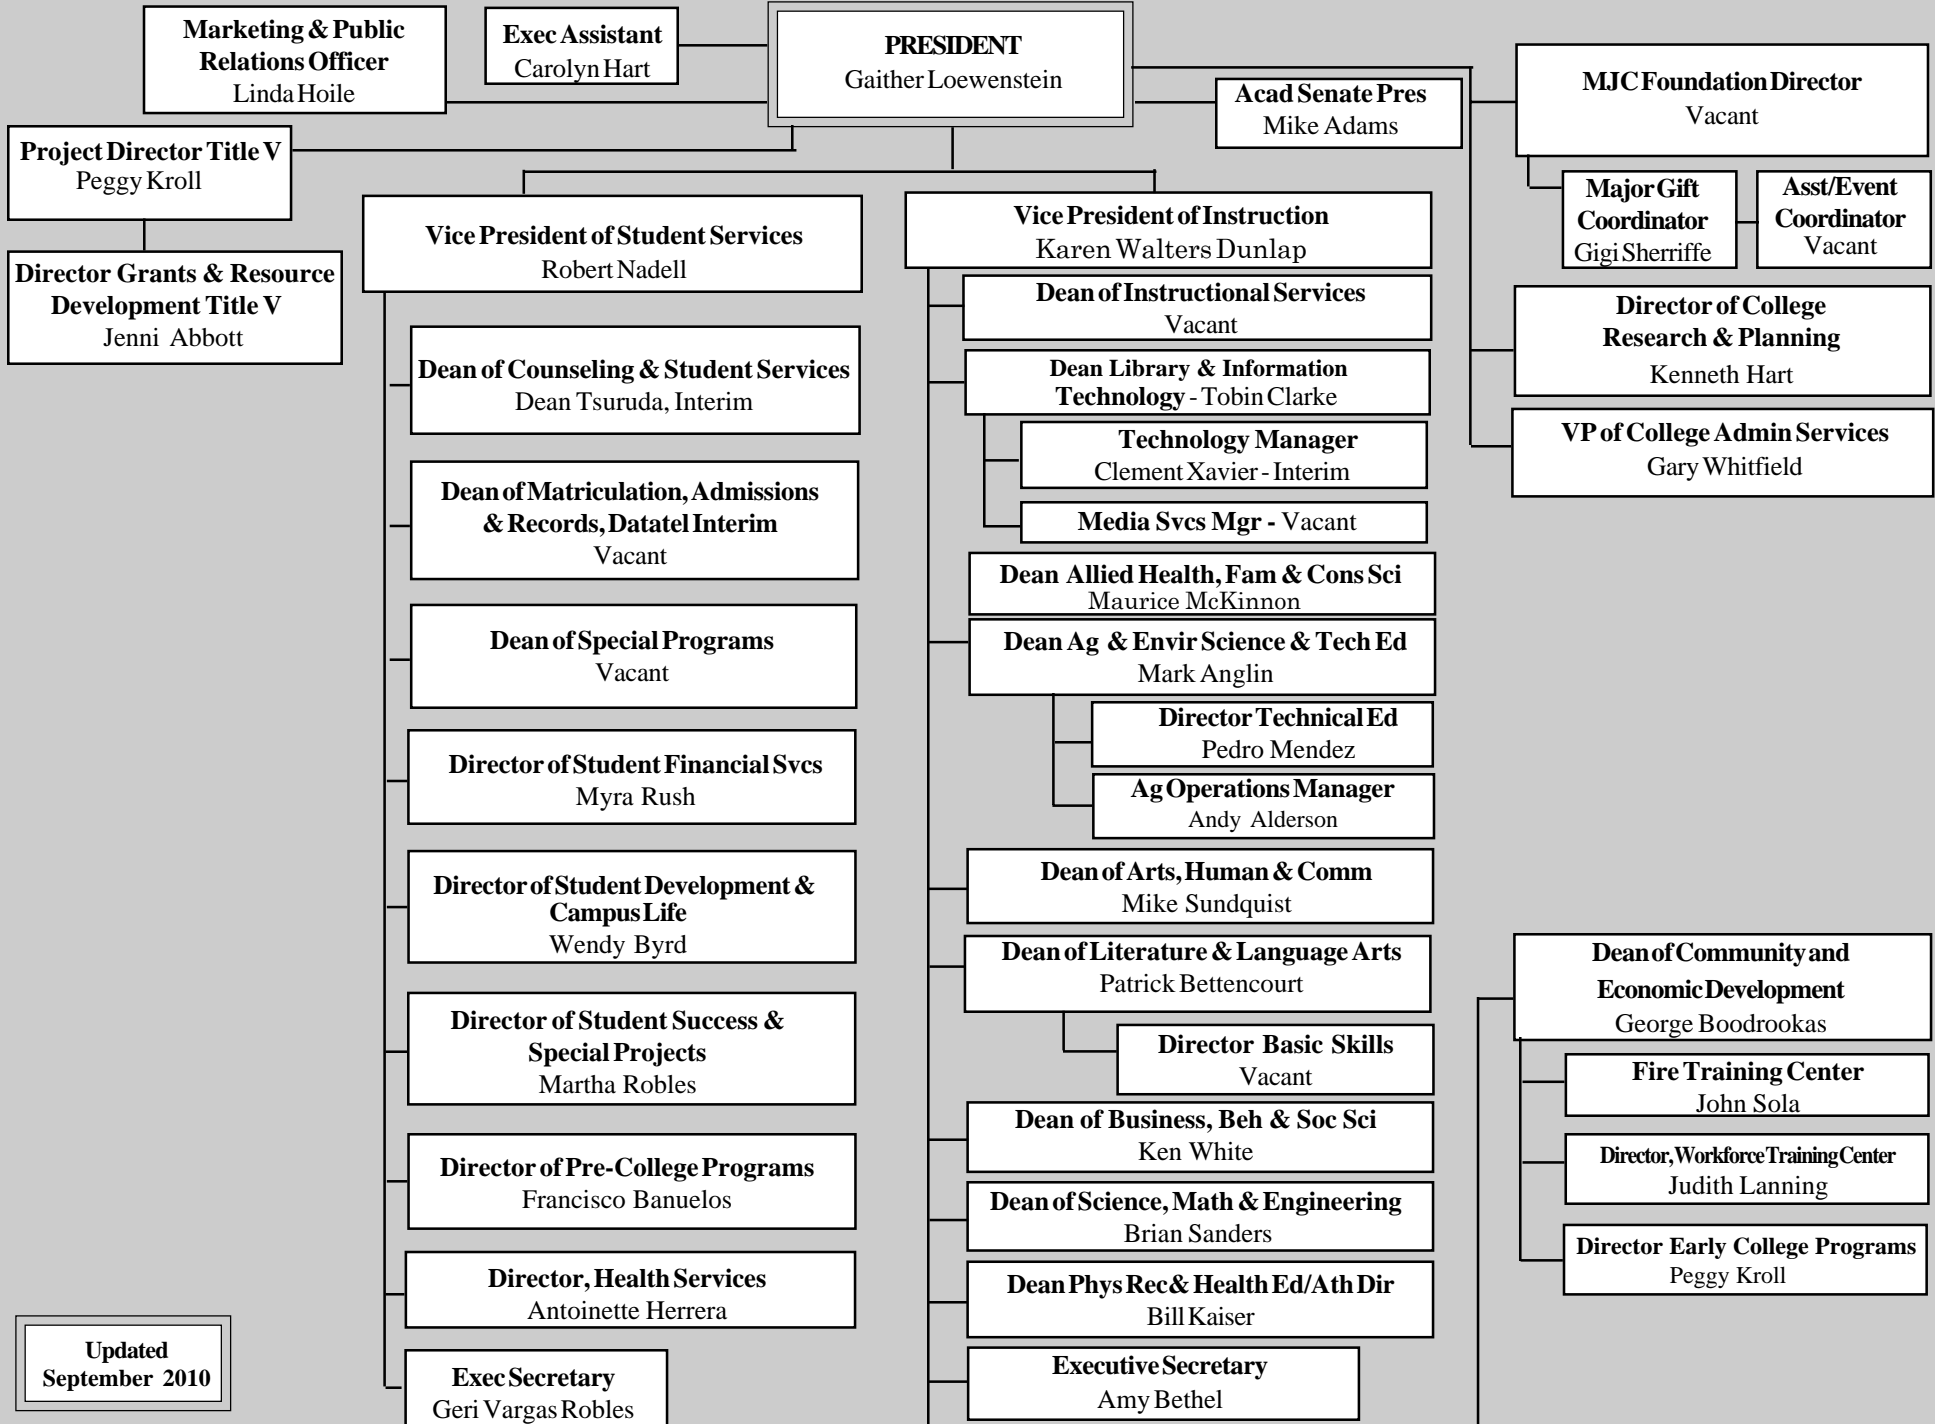 Marketing & Public
Relations Officer
Linda Hoile
Exec Assistant
Carolyn Hart
PRESIDENT
Gaither Loewenstein
Acad Senate Pres
Mike Adams
MJC Foundation Director
Vacant
Project Director Title V
Peggy Kroll
Director Grants & Resource
Development Title V
Jenni Abbott
Major Gift
Coordinator
Gigi Sherriffe
Asst/Event
Coordinator
Vacant
Director of College
Research & Planning
Kenneth Hart
VP of College Admin Services
Gary Whitfield
Vice President of Student Services
Robert Nadell
Dean of Counseling & Student Services
Dean Tsuruda, Interim
Dean of Matriculation, Admissions
& Records, Datatel Interim
Vacant
Dean of Special Programs
Vacant
Director of Student Financial Svcs
Myra Rush
Director of Student Development &
Campus Life
Wendy Byrd
Director of Student Success &
Special Projects
Martha Robles
Director of Pre-College Programs
Francisco Banuelos
Director, Health Services
Antoinette Herrera
Exec Secretary
Geri Vargas Robles
Vice President of Instruction
Karen Walters Dunlap
Dean of Instructional Services
Vacant
Dean Library & Information
Technology - Tobin Clarke
Technology Manager
Clement Xavier - Interim
Media Svcs Mgr - Vacant
Dean Allied Health, Fam & Cons Sci
Maurice McKinnon
Dean Ag & Envir Science & Tech Ed
Mark Anglin
Director Technical Ed
Pedro Mendez
Ag Operations Manager
Andy Alderson
Dean of Arts, Human & Comm
Mike Sundquist
Dean of Literature & Language Arts
Patrick Bettencourt
Director Basic Skills
Vacant
Dean of Business, Beh & Soc Sci
Ken White
Dean of Science, Math & Engineering
Brian Sanders
Dean Phys Rec& Health Ed/Ath Dir
Bill Kaiser
Executive Secretary
Amy Bethel
Dean of Community and
Economic Development
George Boodrookas
Fire Training Center
John Sola
Director, Workforce Training Center
Judith Lanning
Director Early College Programs
Peggy Kroll
Updated
September 2010